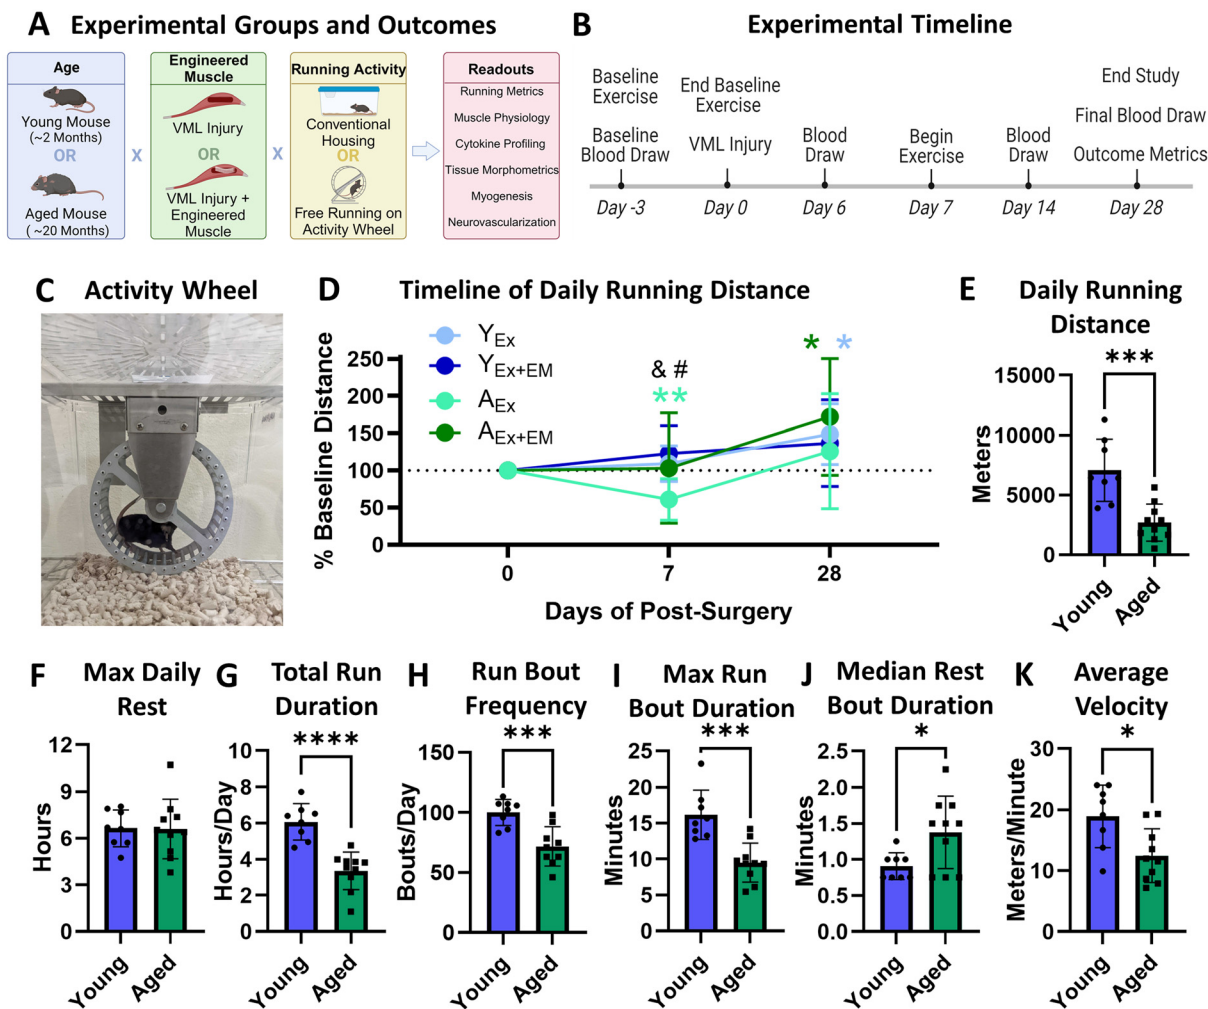 A Experimental Groups and Outcomes
Age
Young Mouse
(~2 Months)
OR
Aged Mouse
( ~20 Months)
X
Engineered
Muscle
VML Injury
OR
VML Injury +
Engineered
Muscle
X
Running Activity
Conventional
Housing
OR
Free Running on
Activity Wheel
Readouts
Running Metrics
Muscle Physiology
Cytokine Profiling
Tissue Morphometrics
Myogenesis
Neurovascularization
B Experimental Timeline
Baseline
Exercise
Baseline
Blood Draw
Day -3
End Baseline
Exercise
VML Injury
Day 0
Blood
Draw
Day 6
Begin
Exercise
Day 7
Blood
Draw
Day 14
End Study
Final Blood Draw
Outcome Metrics
Day 28
C Activity Wheel
D Timeline of Daily Running Distance
YEx
YEx+EM
AEx
AEx+EM
& #
**
* *
% Baseline Distance
250
200
150
100
50
0
0 7 28
Days of Post-Surgery
E Daily Running
Distance
***
Meters
15000
10000
5000
0
Young Aged
F Max Daily
Rest
Hours
12
9
6
3
0
Young Aged
G Total Run
Duration
****
Hours/Day
10
8
6
4
2
0
Young Aged
H Run Bout
Frequency
***
Bouts/Day
150
100
50
0
Young Aged
I Max Run
Bout Duration
***
Minutes
25
20
15
10
5
0
Young Aged
J Median Rest
Bout Duration
*
Minutes
2.5
2.0
1.5
1.0
0.5
0.0
Young Aged
K Average
Velocity
*
Meters/Minute
30
20
10
0
Young Aged